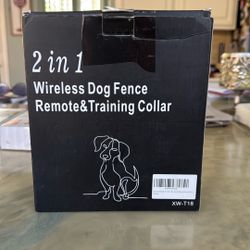 2 in 1
Wireless Dog Fence
Remote&Training Collar
XW-T18